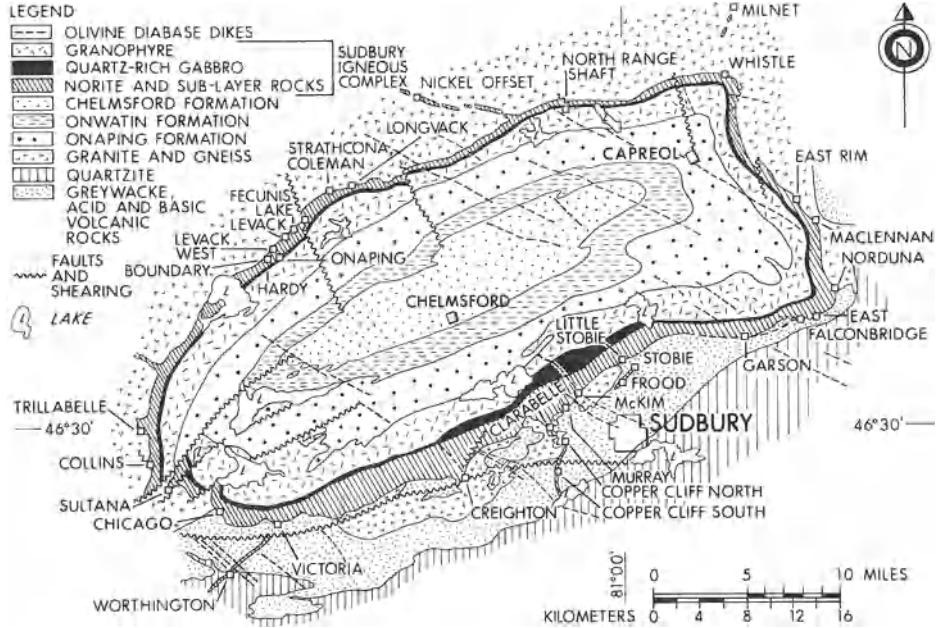 LEGEND
OLIVINE DIABASE DIKES
GRANOPHYRE
QUARTZ-RICH GABBRO
NORITE AND SUB-LAYER ROCKS
SUDBURY
IGNEOUS
COMPLEX
CHELMSFORD FORMATION
ONWATIN FORMATION
ONAPING FORMATION
GRANITE AND GNEISS
QUARTZITE
GREYWACKE,
ACID AND BASIC
VOLCANIC
ROCKS
FAULTS
AND
SHEARING
LAKE
MILNET
N
NORTH RANGE
SHAFT
WHISTLE
NICKEL OFFSET
LONGVACK
STRATHCONA
COLEMAN
CAPREOL
EAST RIM
FECUNIS
LAKE
LEVACK
LEVACK
WEST
BOUNDARY
ONAPING
HARDY
MACLENNAN
NORDUNA
CHELMSFORD
LITTLE
STOBIE
EAST
FALCONBRIDGE
STOBIE
GARSON
FROOD
McKIM
CLARABELLE
SUDBURY
TRILLABELLE
46°30'
46°30'
COLLINS
SULTANA
CHICAGO
MURRAY
COPPER CLIFF NORTH
CREIGHTON
COPPER CLIFF SOUTH
VICTORIA
WORTHINGTON
81°00'
0 5 10 MILES
KILOMETERS 0 4 8 12 16